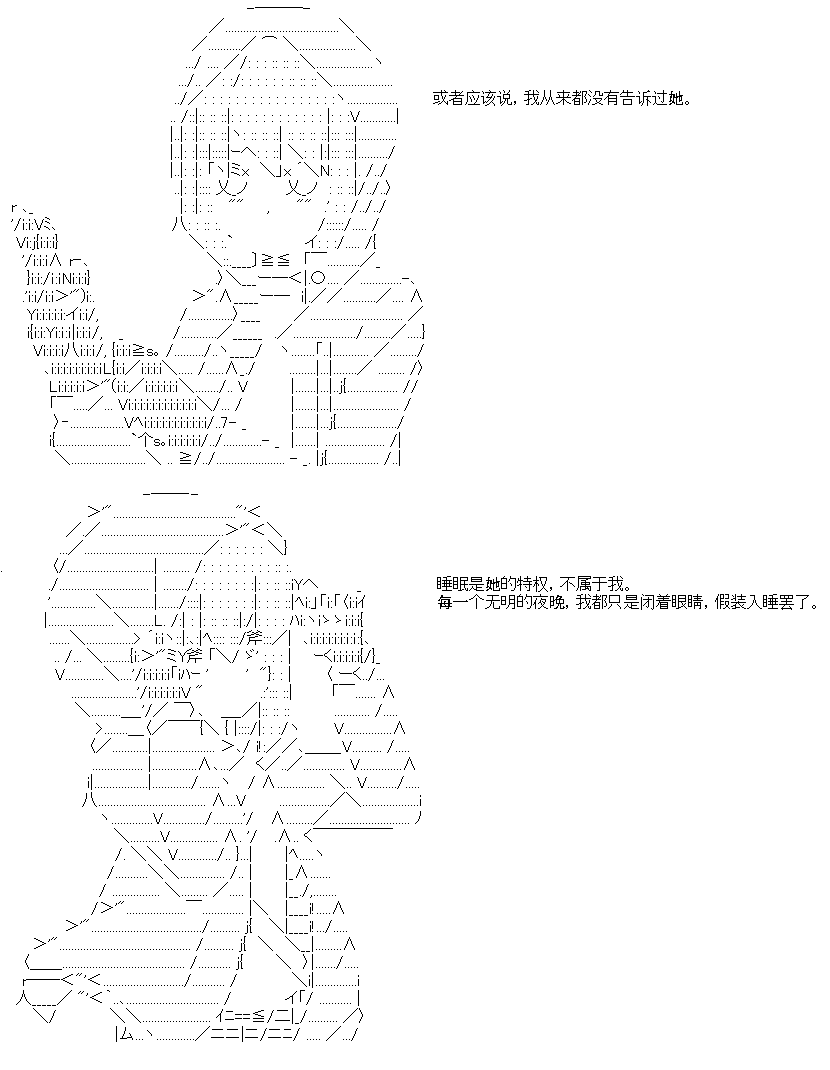 或者应该说，我从来都没有告诉过她。
睡眠是她的特权，不属于我。
每一个无明的夜晚，我都只是闭着眼睛，假装入睡罢了。